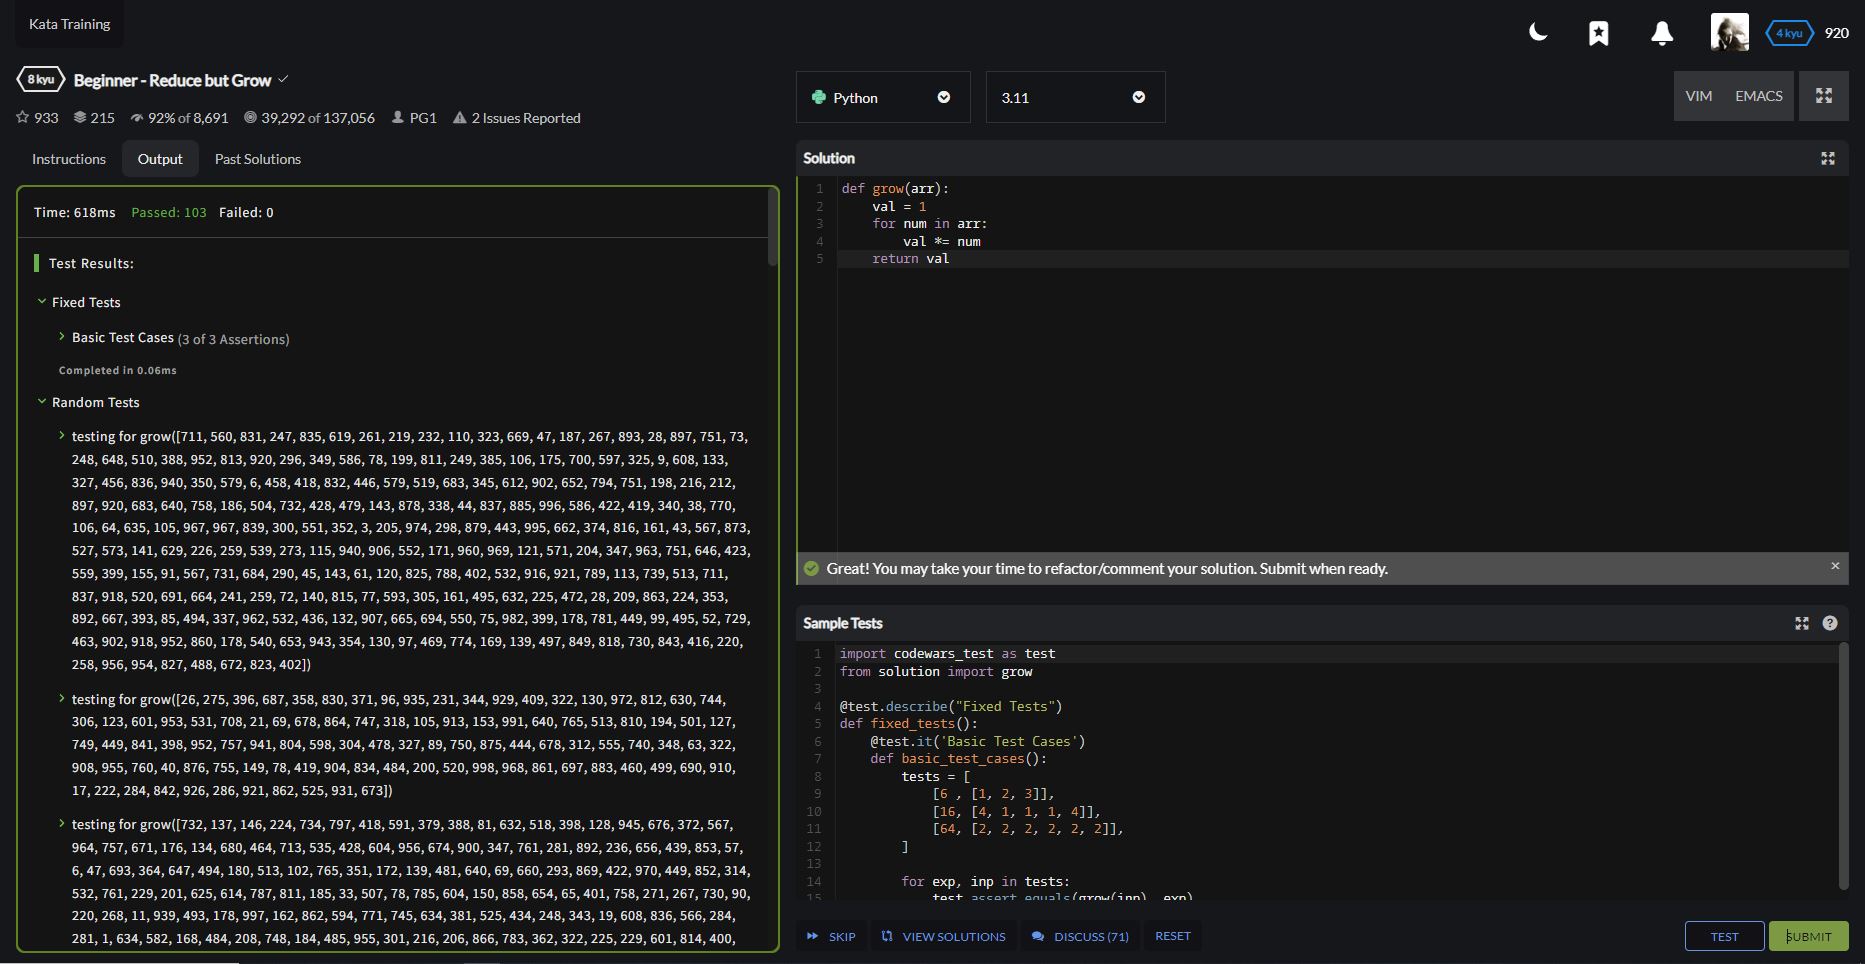 Kata Training
4 kyu 920
8 kyu Beginner - Reduce but Grow
933 215 92% of 8,691 39,292 of 137,056 PG1 2 Issues Reported
Instructions Output Past Solutions
Time: 618ms Passed: 103 Failed: 0
Test Results:
Fixed Tests
Basic Test Cases (3 of 3 Assertions)
Completed in 0.06ms
Random Tests
testing for grow([711, 560, 831, 247, 835, 619, 261, 219, 232, 110, 323, 669, 47, 187, 267, 893, 28, 897, 751, 73,
248, 648, 510, 388, 952, 813, 920, 296, 349, 586, 78, 199, 811, 249, 385, 106, 175, 700, 597, 325, 9, 608, 133,
327, 456, 836, 940, 350, 579, 6, 458, 418, 832, 446, 579, 519, 683, 345, 612, 902, 652, 794, 751, 198, 216, 212,
897, 920, 683, 640, 758, 186, 504, 732, 428, 479, 143, 878, 338, 44, 837, 885, 996, 586, 422, 419, 340, 38, 770,
106, 64, 635, 105, 967, 967, 839, 300, 551, 352, 3, 205, 974, 298, 879, 443, 995, 662, 374, 816, 161, 43, 567, 873,
527, 573, 141, 629, 226, 259, 539, 273, 115, 940, 906, 552, 171, 960, 969, 121, 571, 204, 347, 963, 751, 646, 423,
559, 399, 155, 91, 567, 731, 684, 290, 45, 143, 61, 120, 825, 788, 402, 532, 916, 921, 789, 113, 739, 513, 711,
837, 918, 520, 691, 664, 241, 259, 72, 140, 815, 77, 593, 305, 161, 495, 632, 225, 472, 28, 209, 863, 224, 353,
892, 667, 393, 85, 494, 337, 962, 532, 436, 132, 907, 665, 694, 550, 75, 982, 399, 178, 781, 449, 99, 495, 52, 729,
463, 902, 918, 952, 860, 178, 540, 653, 943, 354, 130, 97, 469, 774, 169, 139, 497, 849, 818, 730, 843, 416, 220,
258, 956, 954, 827, 488, 672, 823, 402])
testing for grow([26, 275, 396, 687, 358, 830, 371, 96, 935, 231, 344, 929, 409, 322, 130, 972, 812, 630, 744,
306, 123, 601, 953, 531, 708, 21, 69, 678, 864, 747, 318, 105, 913, 153, 991, 640, 765, 513, 810, 194, 501, 127,
749, 449, 841, 398, 952, 757, 941, 804, 598, 304, 478, 327, 89, 750, 875, 444, 678, 312, 555, 740, 348, 63, 322,
908, 955, 760, 40, 876, 755, 149, 78, 419, 904, 834, 484, 200, 520, 998, 968, 861, 697, 883, 460, 499, 690, 910,
17, 222, 284, 842, 926, 286, 921, 862, 525, 931, 673])
testing for grow([732, 137, 146, 224, 734, 797, 418, 591, 379, 388, 81, 632, 518, 398, 128, 945, 676, 372, 567,
964, 757, 671, 176, 134, 680, 464, 713, 535, 428, 604, 956, 674, 900, 347, 761, 281, 892, 236, 656, 439, 853, 57,
6, 47, 693, 364, 647, 494, 180, 513, 102, 765, 351, 172, 139, 481, 640, 69, 660, 293, 869, 422, 970, 449, 852, 314,
532, 761, 229, 201, 625, 614, 787, 811, 185, 33, 507, 78, 785, 604, 150, 858, 654, 65, 401, 758, 271, 267, 730, 90,
220, 268, 11, 939, 493, 178, 997, 162, 862, 594, 771, 745, 634, 381, 525, 434, 248, 343, 19, 608, 836, 566, 284,
281, 1, 634, 582, 168, 484, 208, 748, 184, 485, 955, 301, 216, 206, 866, 783, 362, 322, 225, 229, 601, 814, 400,
Python 3.11 VIM EMACS
Solution
1 def grow(arr):
2 val = 1
3 for num in arr:
4 val *= num
5 return val
Great! You may take your time to refactor/comment your solution. Submit when ready.
Sample Tests
1 import codewars_test as test
2 from solution import grow
3
4 @test.describe("Fixed Tests")
5 def fixed_tests():
6 @test.it('Basic Test Cases')
7 def basic_test_cases():
8 tests = [
9 [6 , [1, 2, 3]],
10 [16, [4, 1, 1, 1, 4]],
11 [64, [2, 2, 2, 2, 2, 2]],
12 ]
13
14 for exp, inp in tests:
15 test.assert_equals(grow(inp), exp)
SKIP VIEW SOLUTIONS DISCUSS (71) RESET TEST SUBMIT